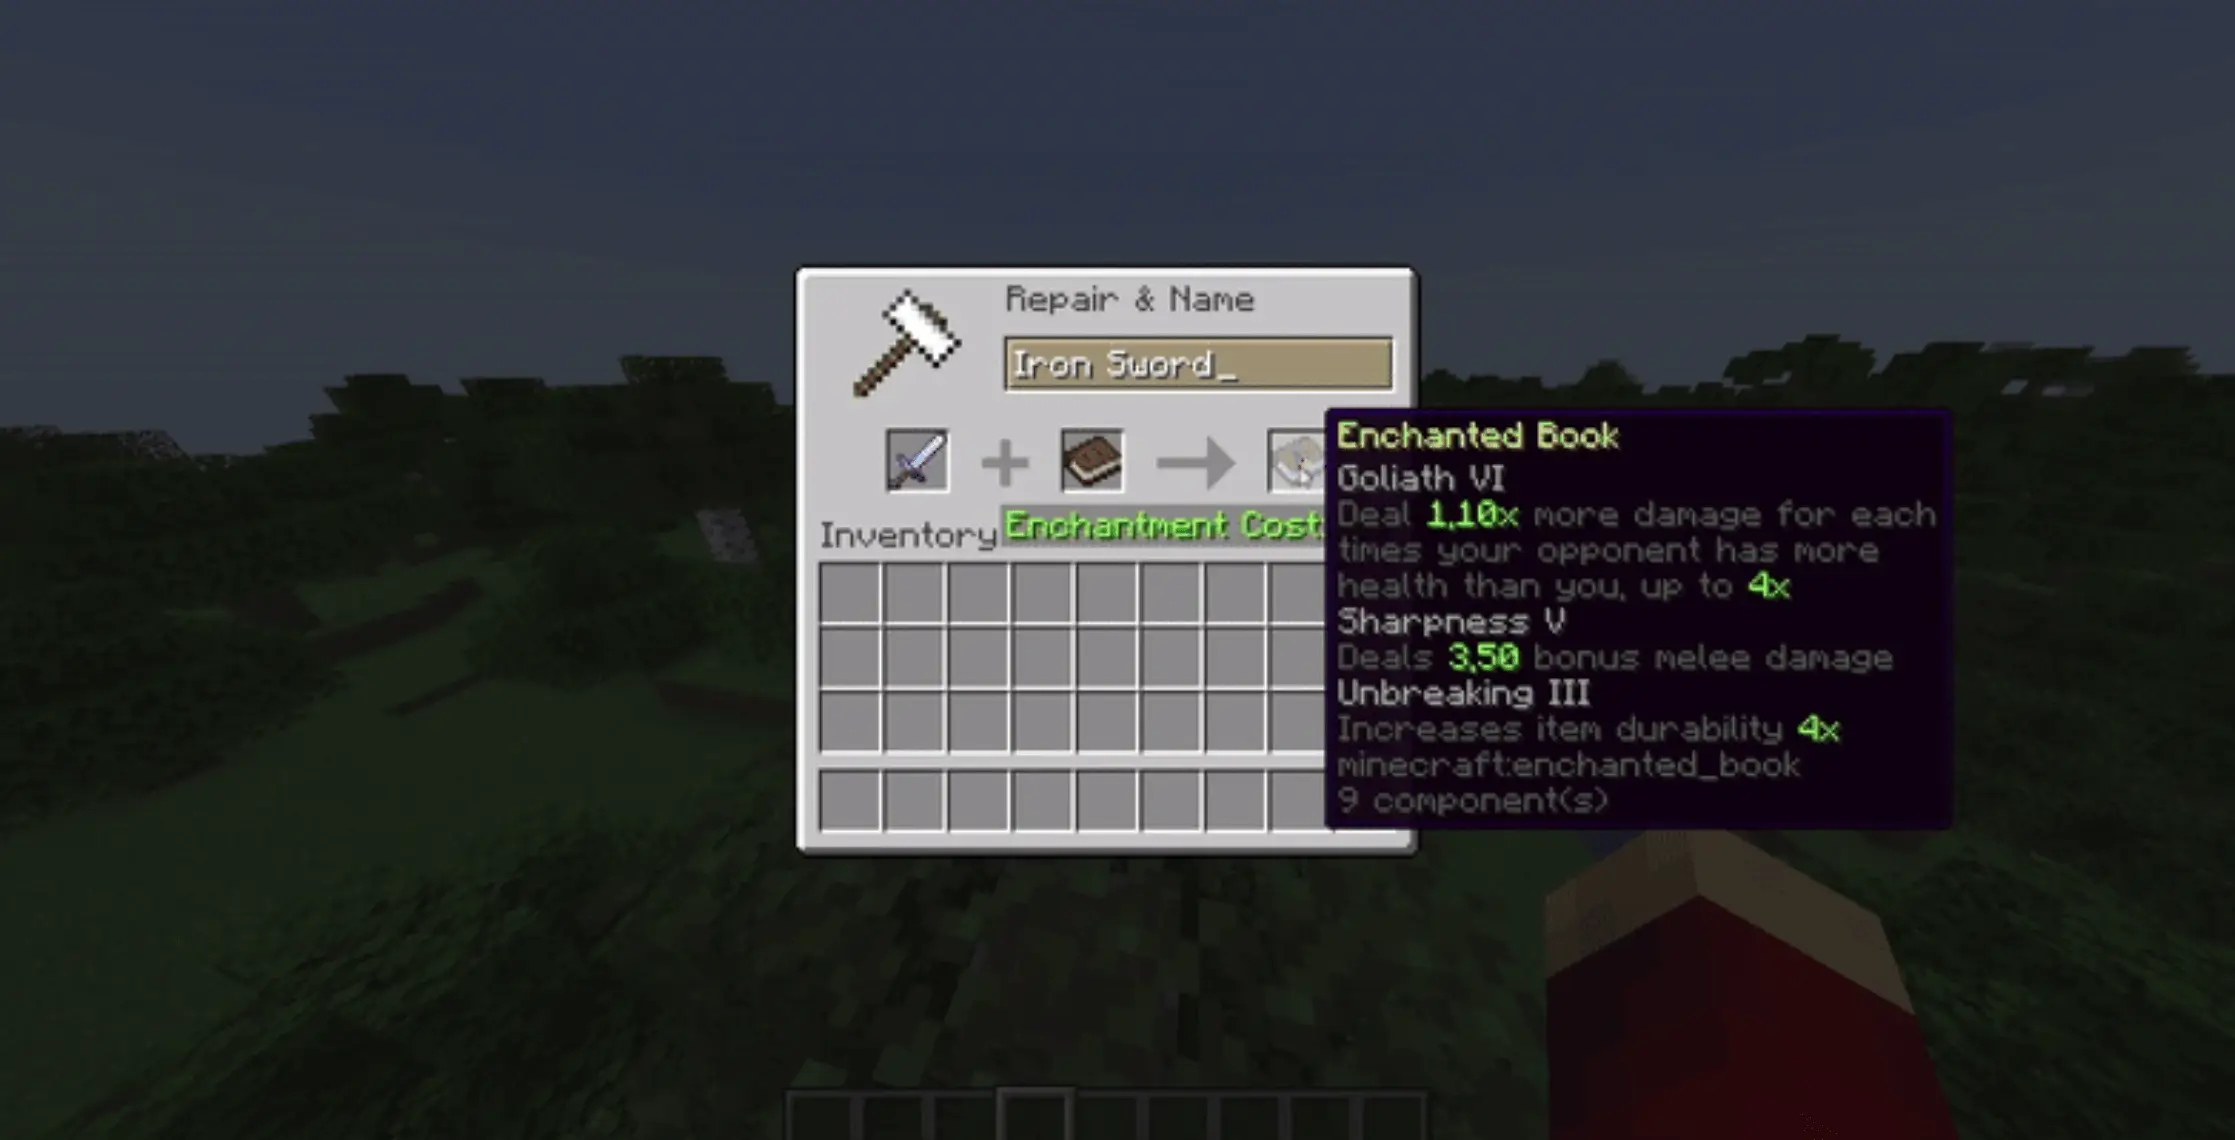 Repair & Name
Iron Sword_
Inventory
Enchantment Cost:
Enchanted Book
Goliath VI
Deal 1,10x more damage for each
times your opponent has more
health than you, up to 4x
Sharpness V
Deals 3,50 bonus melee damage
Unbreaking III
Increases item durability 4x
minecraft:enchanted_book
9 component(s)